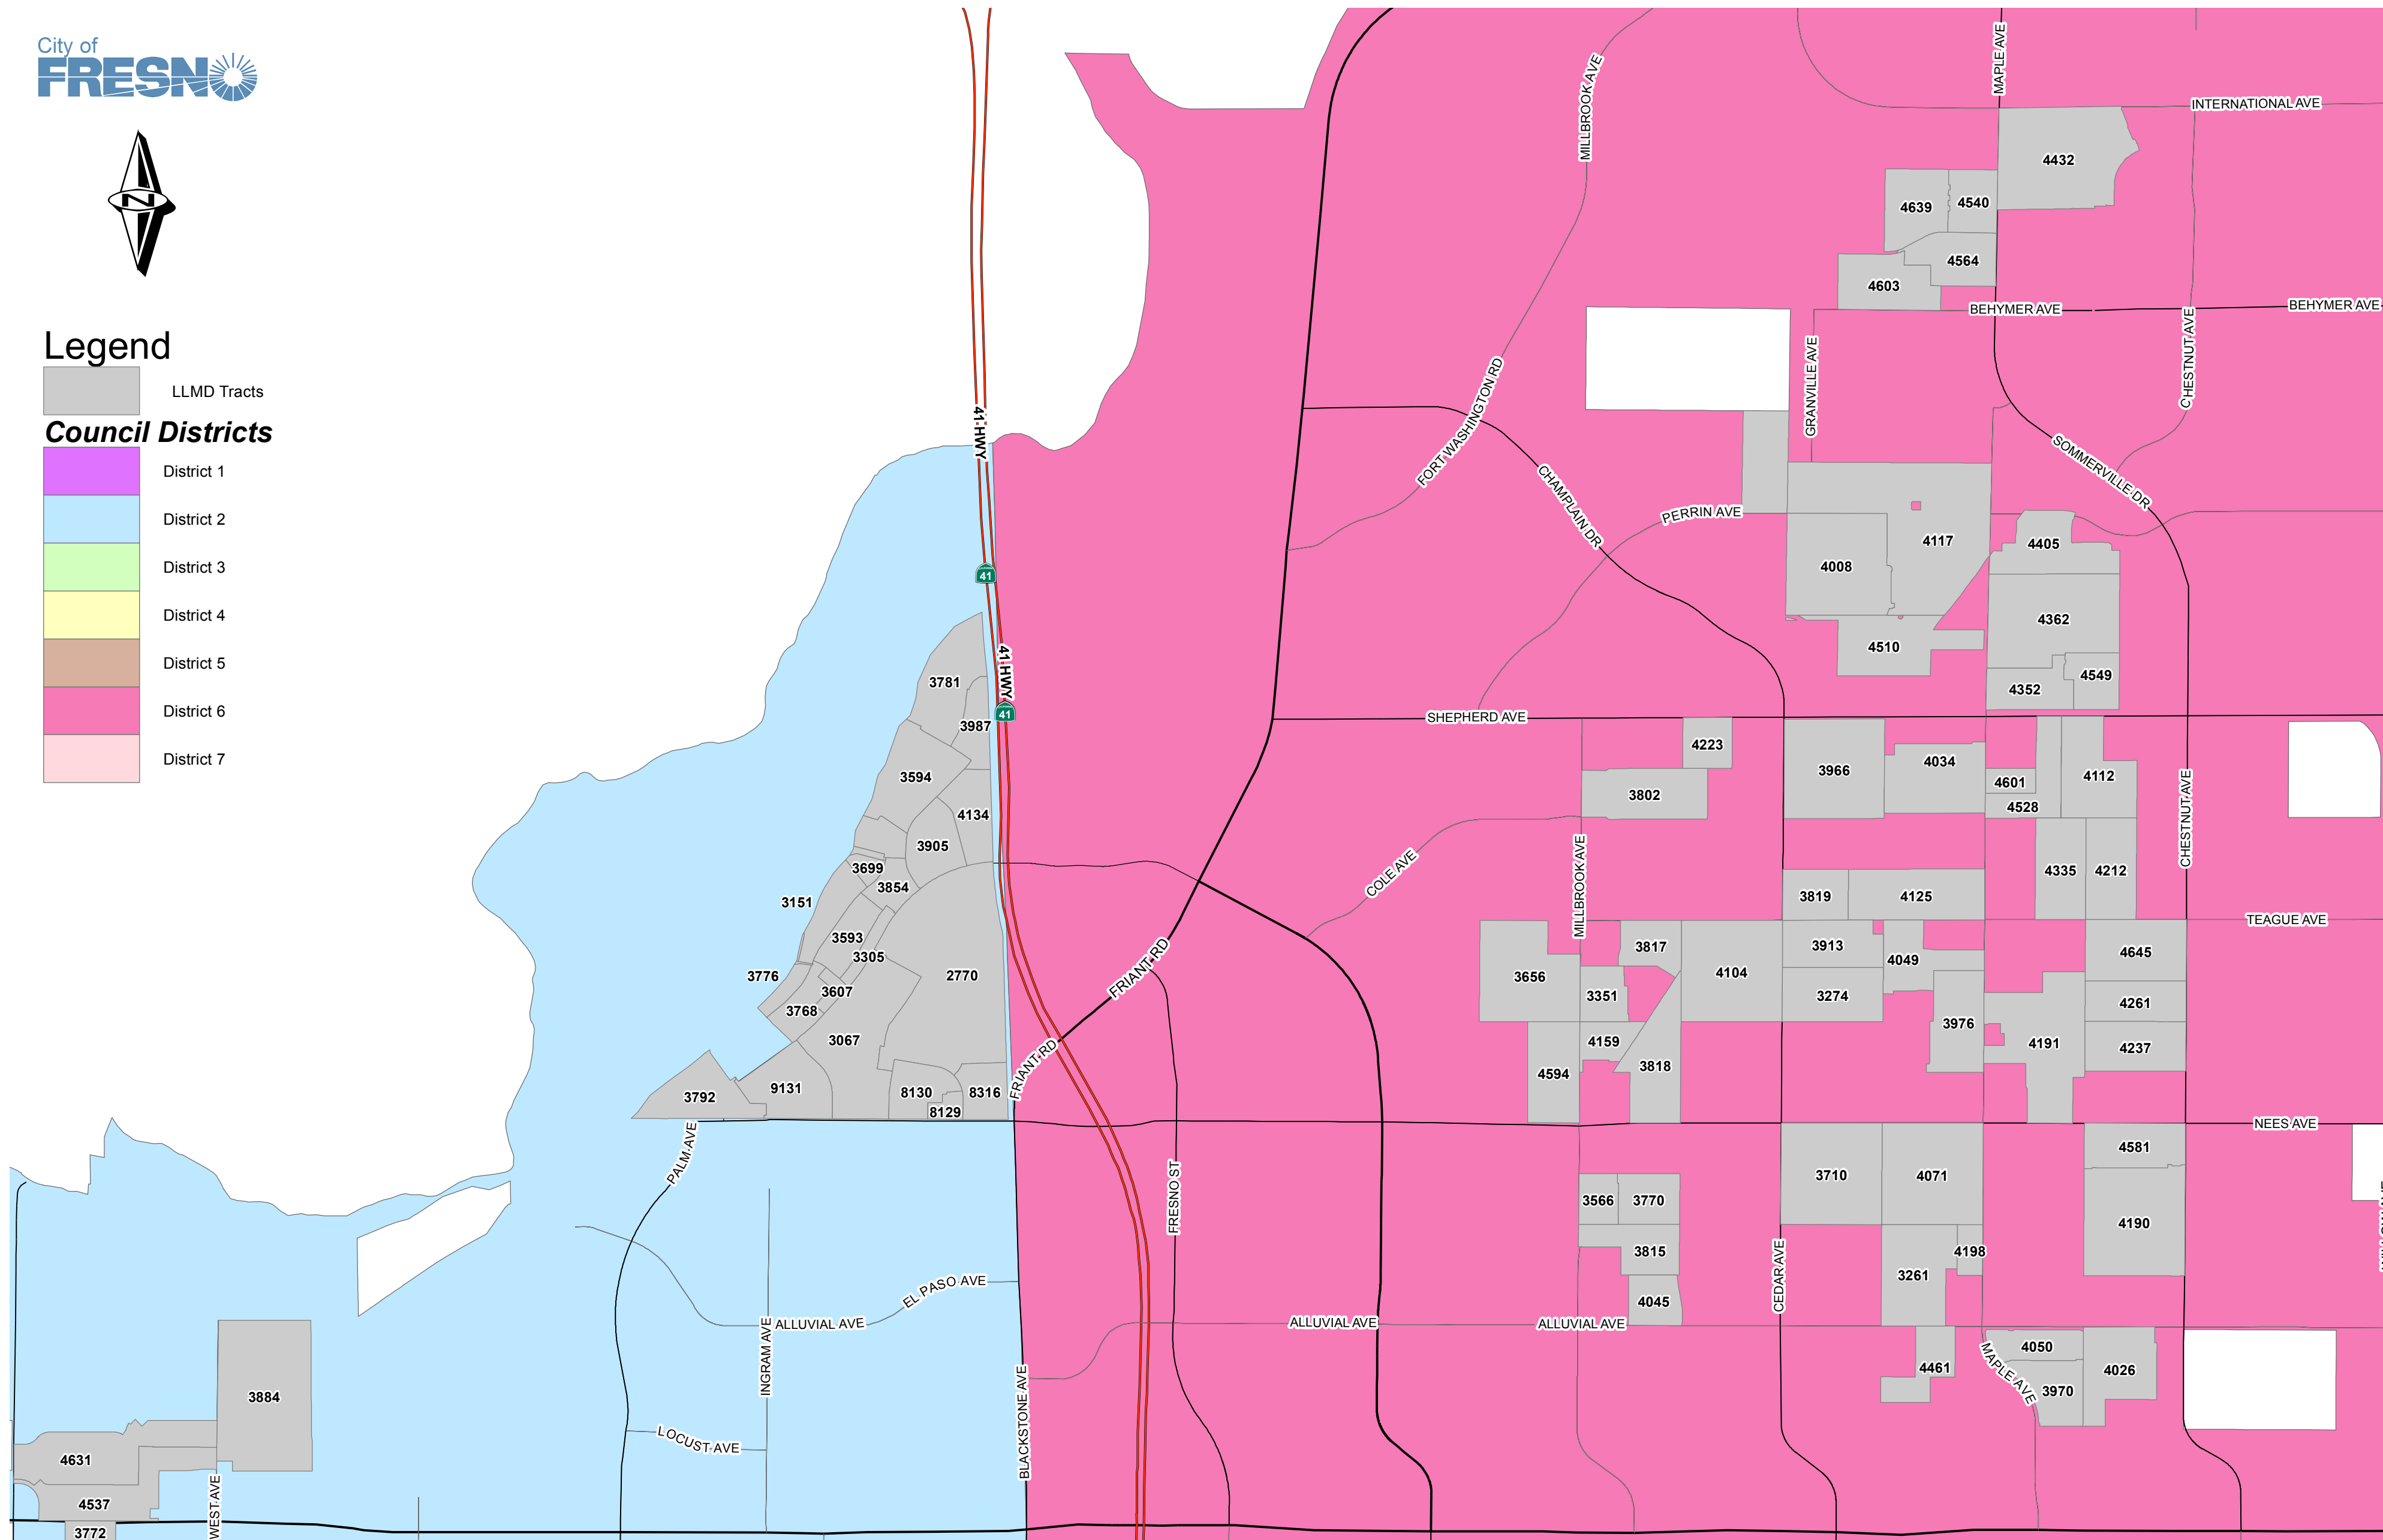 City of
FRESNO
N
Legend
LLMD Tracts
Council Districts
District 1
District 2
District 3
District 4
District 5
District 6
District 7
MAPLE AVE
MILLBROOK AVE
INTERNATIONAL AVE
4432
4639
4540
4564
4603
BEHYMER AVE
BEHYMER AVE
GRANVILLE AVE
CHESTNUT AVE
41 HWY
FORT WASHINGTON RD
CHAMPLAIN DR
SOMMERVILLE DR
PERRIN AVE
4117
4405
4008
41
4362
4510
4549
4352
3781
41 HWY
41
3987
SHEPHERD AVE
4223
3966
4034
3594
3802
4601
4112
4528
4134
3905
CHESTNUT AVE
3699
3854
COLE AVE
MILLBROOK AVE
4335
4212
3151
3819
4125
TEAGUE AVE
3593
3305
3817
3913
4049
4645
3776
2770
FRIANT RD
3656
4104
3607
3351
3274
4261
3768
3976
3067
4159
4191
4237
FRIANT RD
3818
4594
9131
8130
8316
3792
8129
NEES AVE
PALM AVE
4581
FRESNO ST
3710
4071
3566
3770
4190
3815
4198
3261
CEDAR AVE
EL PASO AVE
4045
ALLUVIAL AVE
ALLUVIAL AVE
ALLUVIAL AVE
INGRAM AVE
4050
4461
4026
MAPLE AVE
3970
BLACKSTONE AVE
3884
LOCUST AVE
4631
4537
WEST AVE
3772